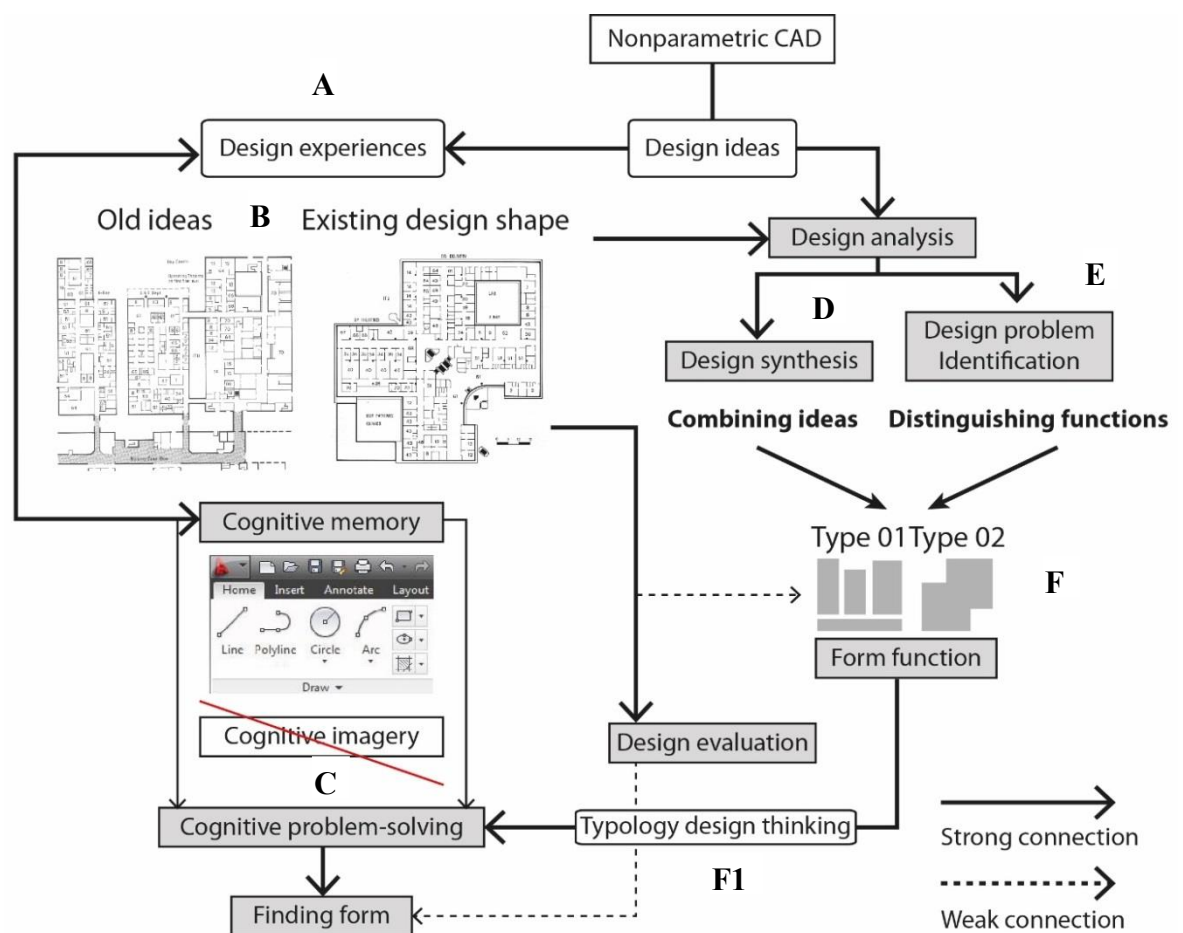 Nonparametric CAD
A
Design experiences
Design ideas
Old ideas
B
Existing design shape
Design analysis
E
D
Design synthesis
Design problem
Identification
Combining ideas
Distinguishing functions
Cognitive memory
Type 01
Type 02
F
Home
Insert
Annotate
Layout
Line
Polyline
Circle
Arc
Draw
Form function
Cognitive imagery
Design evaluation
C
Cognitive problem-solving
Typology design thinking
Strong connection
F1
Finding form
Weak connection